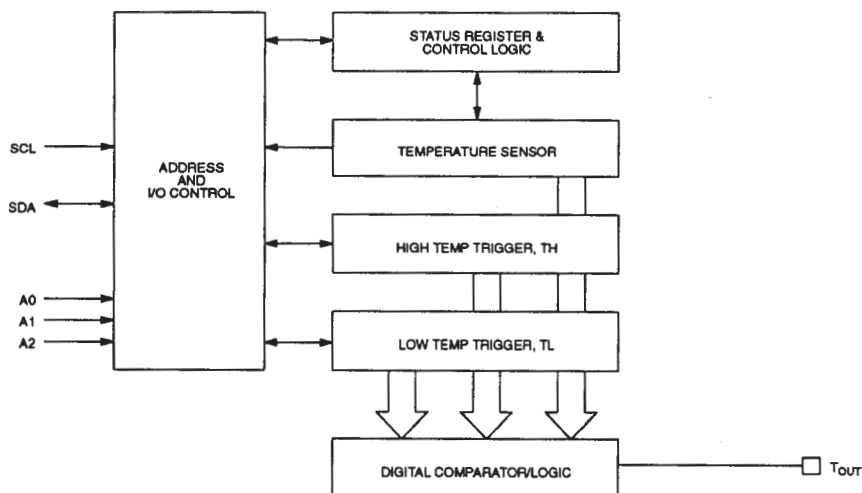 STATUS REGISTER &
CONTROL LOGIC
SCL
TEMPERATURE SENSOR
ADDRESS
AND
I/O CONTROL
SDA
HIGH TEMP TRIGGER, TH
A0
A1
A2
LOW TEMP TRIGGER, TL
DIGITAL COMPARATOR/LOGIC
TOUT